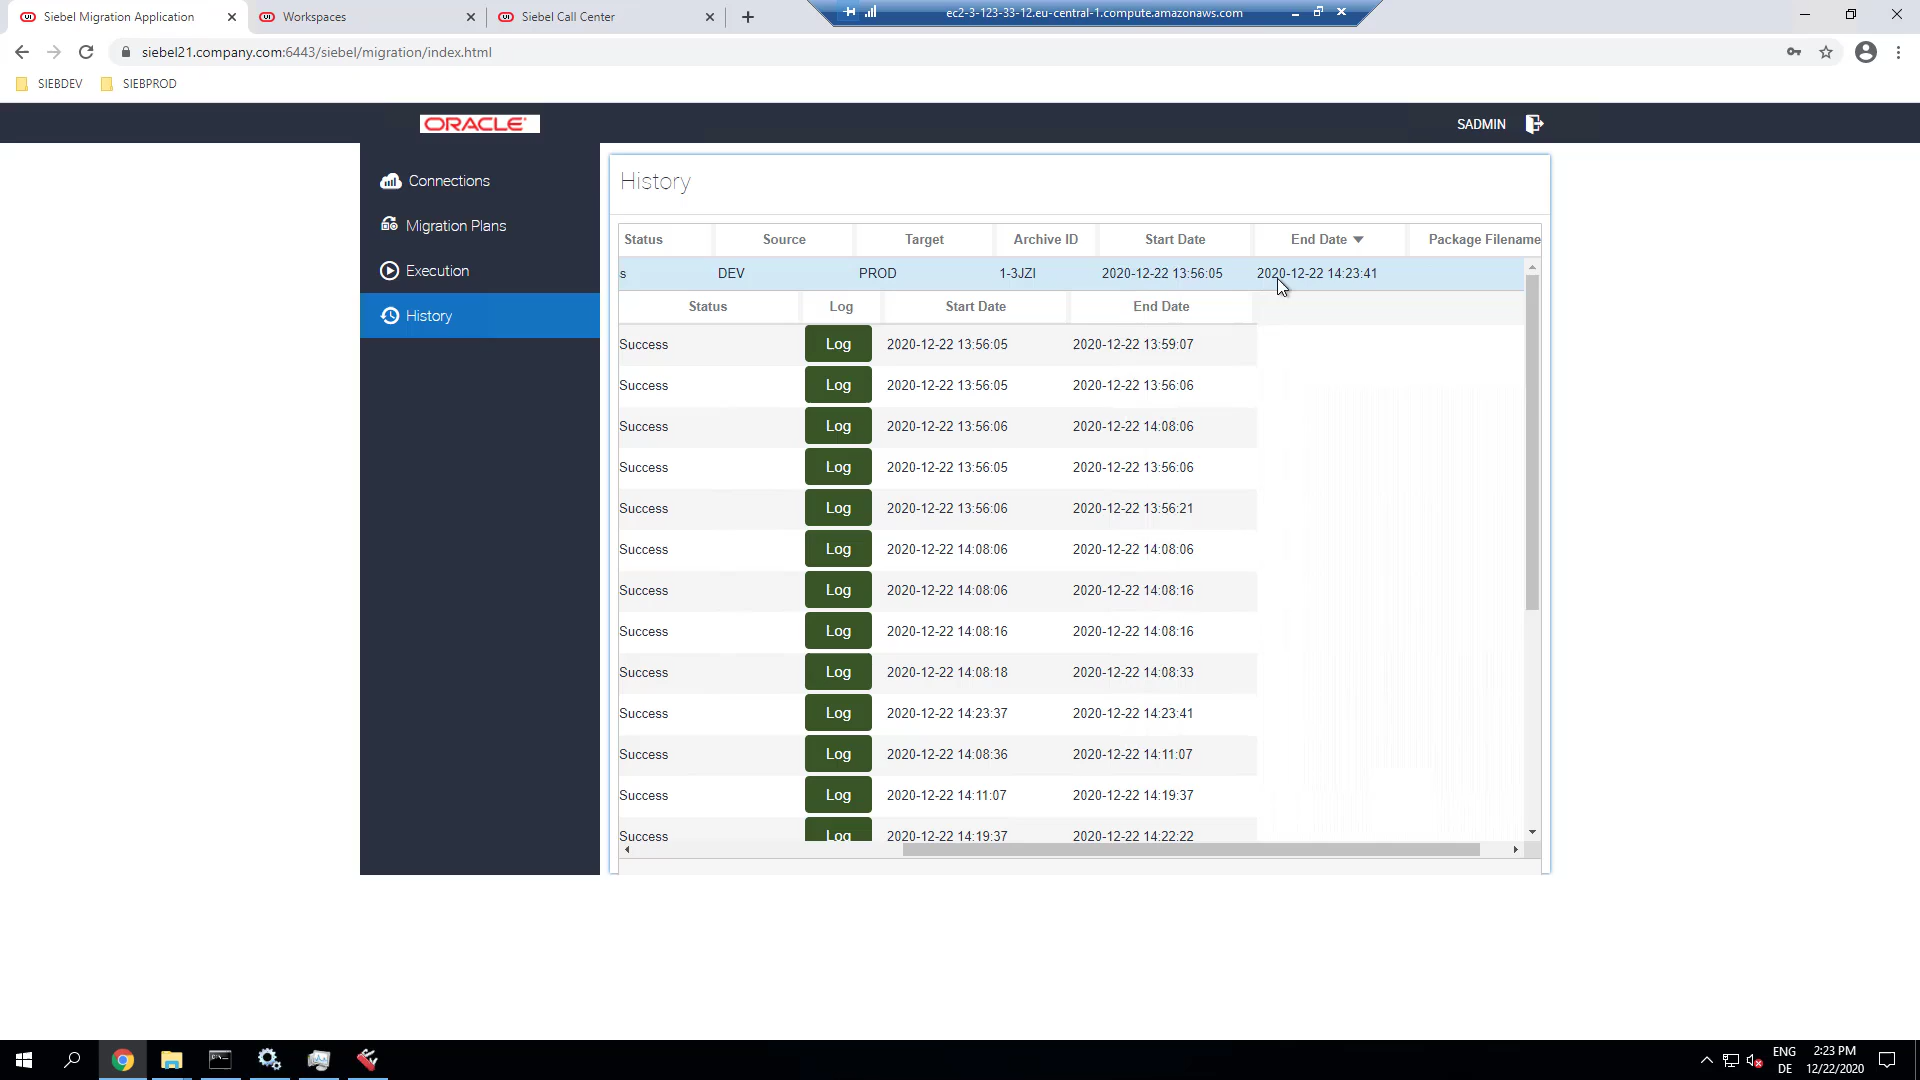 Siebel Migration Application
Workspaces
Siebel Call Center
ec2-3-123-33-12.eu-central-1.compute.amazonaws.com
siebel21.company.com:6443/siebel/migration/index.html
SIEBDEV
SIEBPROD
ORACLE
SADMIN
Connections
Migration Plans
Execution
History
History
Status Source Target Archive ID Start Date End Date Package Filename
s DEV PROD 1-3JZI 2020-12-22 13:56:05 2020-12-22 14:23:41
Status Log Start Date End Date
Success Log 2020-12-22 13:56:05 2020-12-22 13:59:07
Success Log 2020-12-22 13:56:05 2020-12-22 13:56:06
Success Log 2020-12-22 13:56:06 2020-12-22 14:08:06
Success Log 2020-12-22 13:56:05 2020-12-22 13:56:06
Success Log 2020-12-22 13:56:06 2020-12-22 13:56:21
Success Log 2020-12-22 14:08:06 2020-12-22 14:08:06
Success Log 2020-12-22 14:08:06 2020-12-22 14:08:16
Success Log 2020-12-22 14:08:16 2020-12-22 14:08:16
Success Log 2020-12-22 14:08:18 2020-12-22 14:08:33
Success Log 2020-12-22 14:23:37 2020-12-22 14:23:41
Success Log 2020-12-22 14:08:36 2020-12-22 14:11:07
Success Log 2020-12-22 14:11:07 2020-12-22 14:19:37
Success Log 2020-12-22 14:19:37 2020-12-22 14:22:22
ENG
DE
2:23 PM
12/22/2020